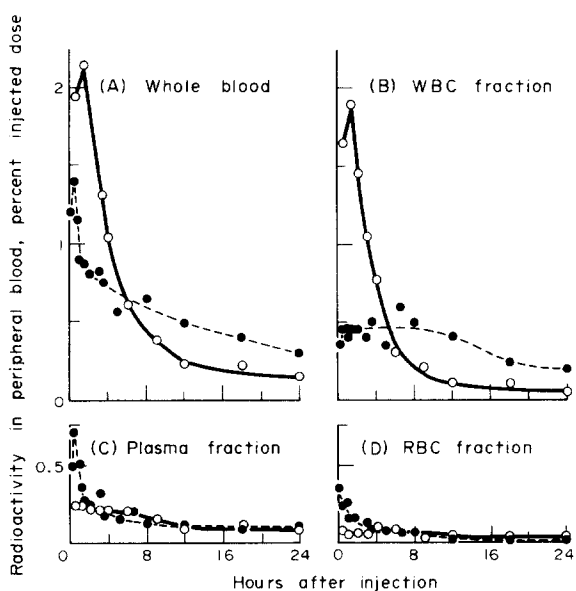 Radioactivity in peripheral blood, percent injected dose
(A) Whole blood
(B) WBC fraction
2
1
0
(C) Plasma fraction
(D) RBC fraction
0.5
0 8 16 24 0 8 16 24
Hours after injection